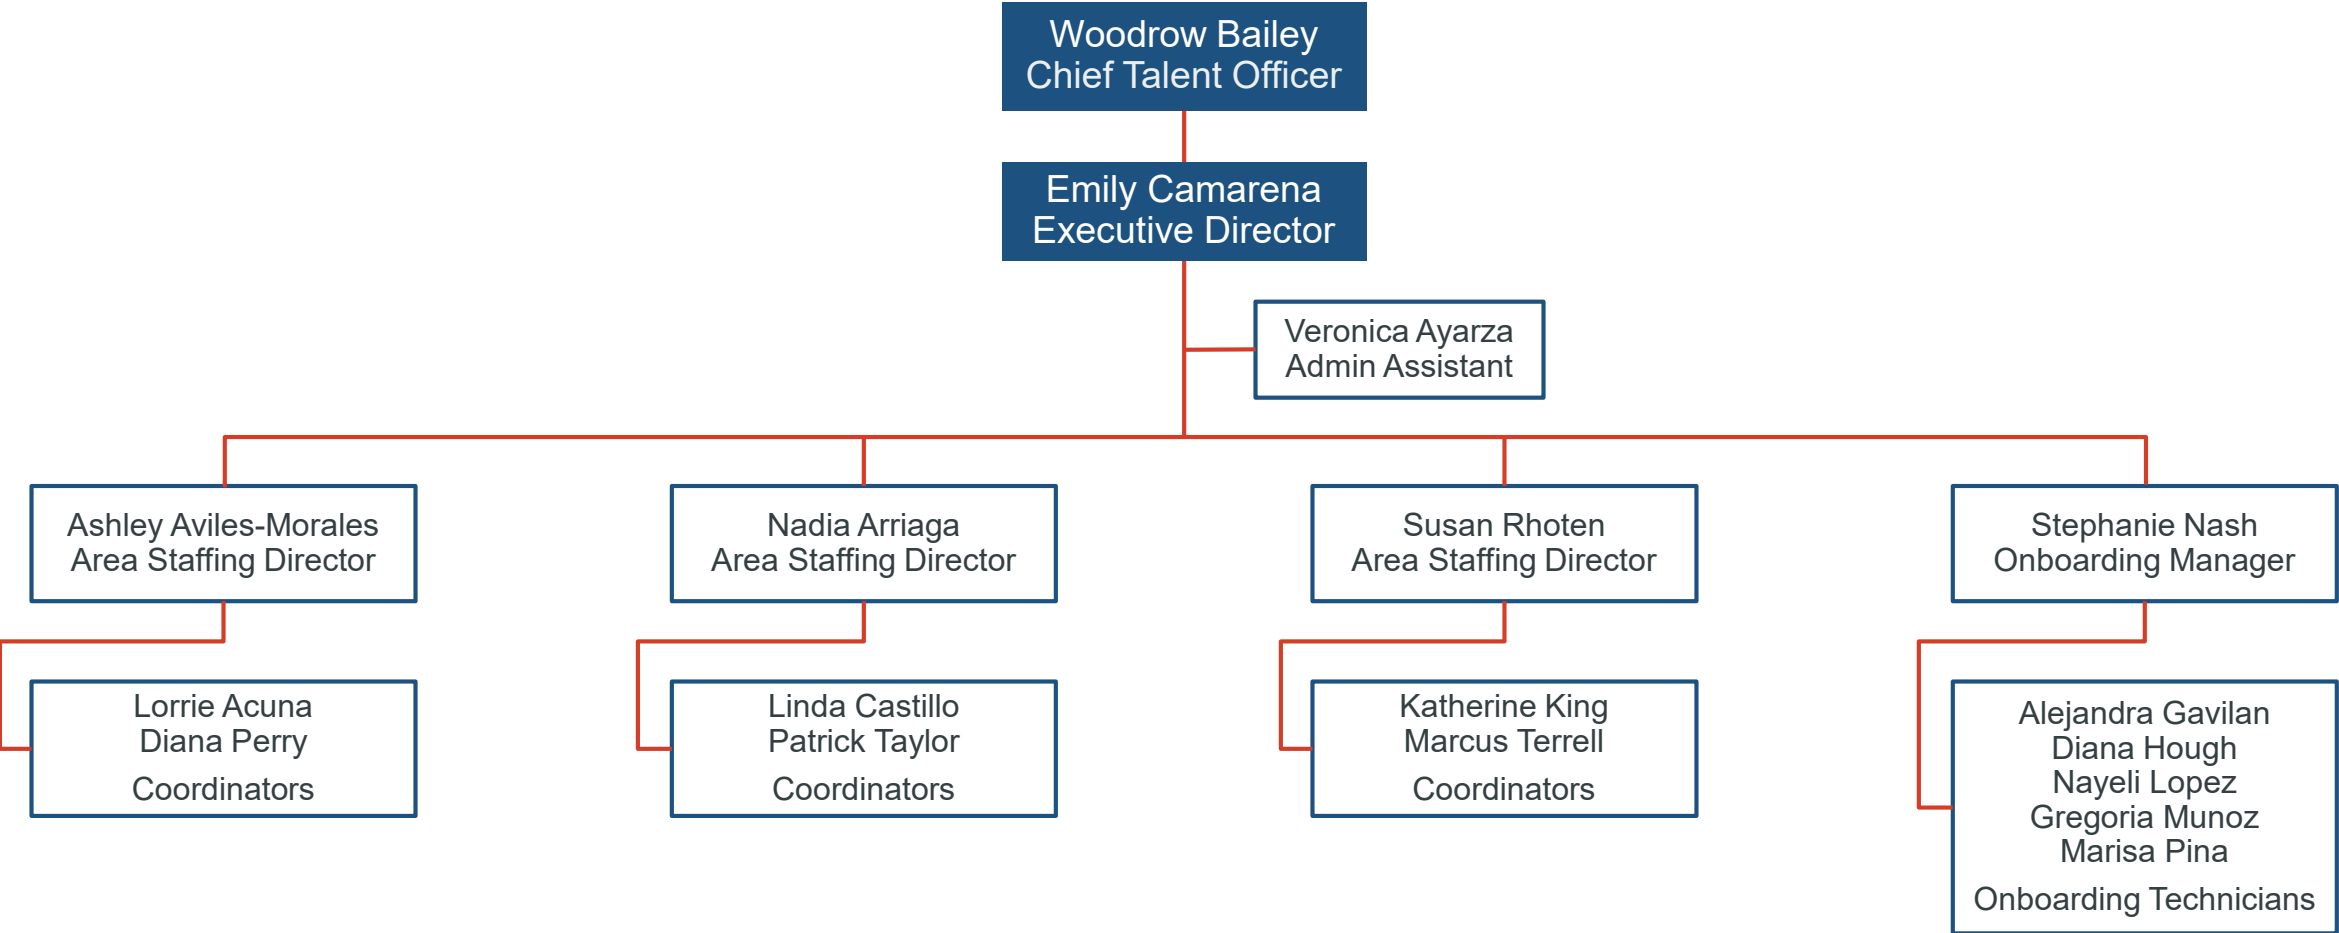 Woodrow Bailey
Chief Talent Officer
Emily Camarena
Executive Director
Veronica Ayarza
Admin Assistant
Ashley Aviles-Morales
Area Staffing Director
Nadia Arriaga
Area Staffing Director
Susan Rhoten
Area Staffing Director
Stephanie Nash
Onboarding Manager
Lorrie Acuna
Diana Perry
Coordinators
Linda Castillo
Patrick Taylor
Coordinators
Katherine King
Marcus Terrell
Coordinators
Alejandra Gavilan
Diana Hough
Nayeli Lopez
Gregoria Munoz
Marisa Pina
Onboarding Technicians